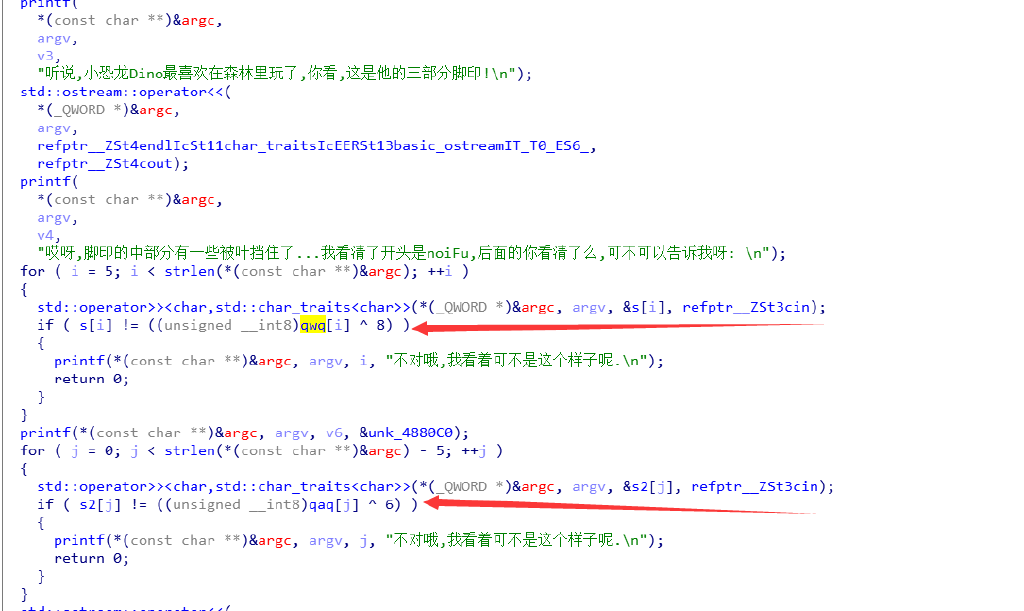 printf(
*(const char **)&argc,
argv,
v3,
"听说,小恐龙Dino最喜欢在森林里玩了,你看,这是他的三部分脚印!\n");
std::ostream::operator<<(
*(_QWORD *)&argc,
argv,
refptr__ZSt4endlIcSt11char_traitsIcEERSt13basic_ostreamIT_T0_ES6_,
refptr__ZSt4cout);
printf(
*(const char **)&argc,
argv,
v4,
"哎呀,脚印的中部分有一些被叶挡住了...我看清了开头是noiFu,后面的你看清了么,可不可以告诉我呀: \n");
for ( i = 5; i < strlen(*(const char **)&argc); ++i )
{
std::operator>><char,std::char_traits<char>>(*(_QWORD *)&argc, argv, &s[i], refptr__ZSt3cin);
if ( s[i] != ((unsigned __int8)qwq[i] ^ 8) )
{
printf(*(const char **)&argc, argv, i, "不对哦,我看着可不是这个样子呢.\n");
return 0;
}
}
printf(*(const char **)&argc, argv, v6, &unk_4880C0);
for ( j = 0; j < strlen(*(const char **)&argc) - 5; ++j )
{
std::operator>><char,std::char_traits<char>>(*(_QWORD *)&argc, argv, &s2[j], refptr__ZSt3cin);
if ( s2[j] != ((unsigned __int8)qaq[j] ^ 6) )
{
printf(*(const char **)&argc, argv, j, "不对哦,我看着可不是这个样子呢.\n");
return 0;
}
}
std::ostream::operator<<(